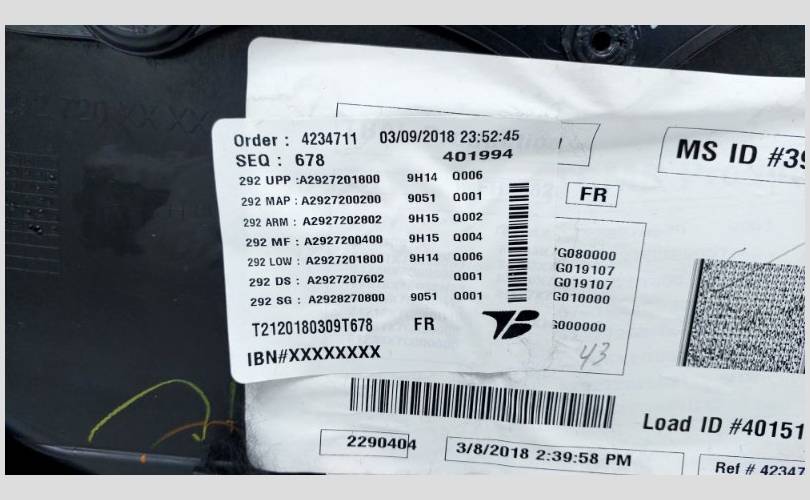 Order : 4234711 03/09/2018 23:52:45
SEQ : 678 401994
292 UPP :A2927201800 9H14 Q006
292 MAP : A2927200200 9051 Q001
292 ARM : A2927202802 9H15 Q002
292 MF : A2927200400 9H15 Q004
292 LOW : A2927201800 9H14 Q006
292 DS : A2927207602 Q001
292 SG : A2928270800 9051 Q001
T2120180309T678 FR
IBN#XXXXXXXX
MS ID #39
FR
G080000
G019107
G019107
G010000
G000000
43
Load ID #40151
2290404 3/8/2018 2:39:58 PM Ref # 42347